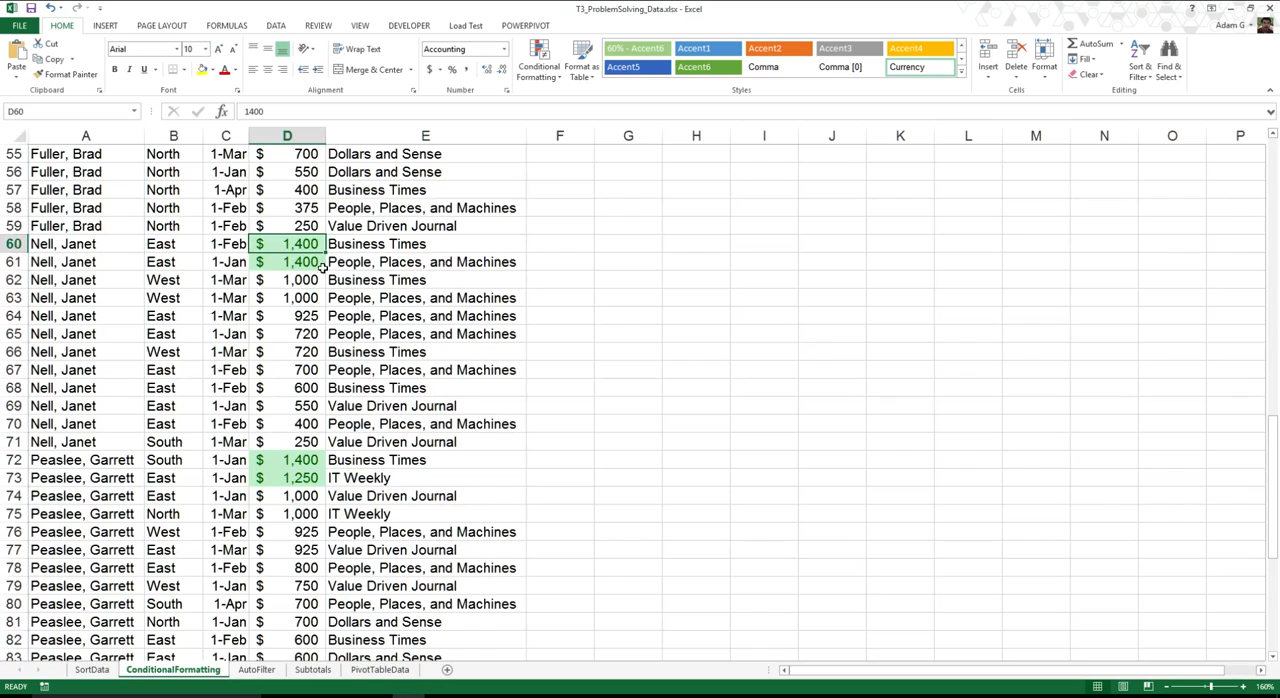 T3_ProblemSolving_Data.xlsx - Excel
FILE HOME INSERT PAGE LAYOUT FORMULAS DATA REVIEW VIEW DEVELOPER Load Test POWERPIVOT Adam G
Paste Cut Copy Format Painter Clipboard
Arial 10 B I U Font
Wrap Text Merge & Center Alignment
Accounting $ % , Number
Conditional Formatting Format as Table
60% - Accent6 Accent1 Accent2 Accent3 Accent4
Accent5 Accent6 Comma Comma [0] Currency
Styles
Insert Delete Format Cells
AutoSum Fill Clear Sort & Filter Find & Select Editing
D60 fx 1400
A B C D E F G H I J K L M N O P
55 Fuller, Brad North 1-Mar $ 700 Dollars and Sense
56 Fuller, Brad North 1-Jan $ 550 Dollars and Sense
57 Fuller, Brad North 1-Apr $ 400 Business Times
58 Fuller, Brad North 1-Feb $ 375 People, Places, and Machines
59 Fuller, Brad North 1-Feb $ 250 Value Driven Journal
60 Nell, Janet East 1-Feb $ 1,400 Business Times
61 Nell, Janet East 1-Jan $ 1,400 People, Places, and Machines
62 Nell, Janet West 1-Mar $ 1,000 Business Times
63 Nell, Janet West 1-Mar $ 1,000 People, Places, and Machines
64 Nell, Janet East 1-Mar $ 925 People, Places, and Machines
65 Nell, Janet East 1-Jan $ 720 People, Places, and Machines
66 Nell, Janet West 1-Mar $ 720 Business Times
67 Nell, Janet East 1-Feb $ 700 People, Places, and Machines
68 Nell, Janet East 1-Feb $ 600 Business Times
69 Nell, Janet East 1-Jan $ 550 Value Driven Journal
70 Nell, Janet East 1-Feb $ 400 People, Places, and Machines
71 Nell, Janet South 1-Mar $ 250 Value Driven Journal
72 Peaslee, Garrett South 1-Jan $ 1,400 Business Times
73 Peaslee, Garrett East 1-Jan $ 1,250 IT Weekly
74 Peaslee, Garrett East 1-Jan $ 1,000 Value Driven Journal
75 Peaslee, Garrett North 1-Jan $ 1,000 IT Weekly
76 Peaslee, Garrett West 1-Feb $ 925 People, Places, and Machines
77 Peaslee, Garrett East 1-Mar $ 925 Value Driven Journal
78 Peaslee, Garrett East 1-Feb $ 800 People, Places, and Machines
79 Peaslee, Garrett West 1-Jan $ 750 Value Driven Journal
80 Peaslee, Garrett South 1-Apr $ 700 People, Places, and Machines
81 Peaslee, Garrett North 1-Jan $ 700 Dollars and Sense
82 Peaslee, Garrett East 1-Feb $ 600 Business Times
83 Peaslee, Garrett East 1-Jan $ 600 Dollars and Sense
SortData ConditionalFormatting AutoFilter Subtotals PivotTableData
READY 160%